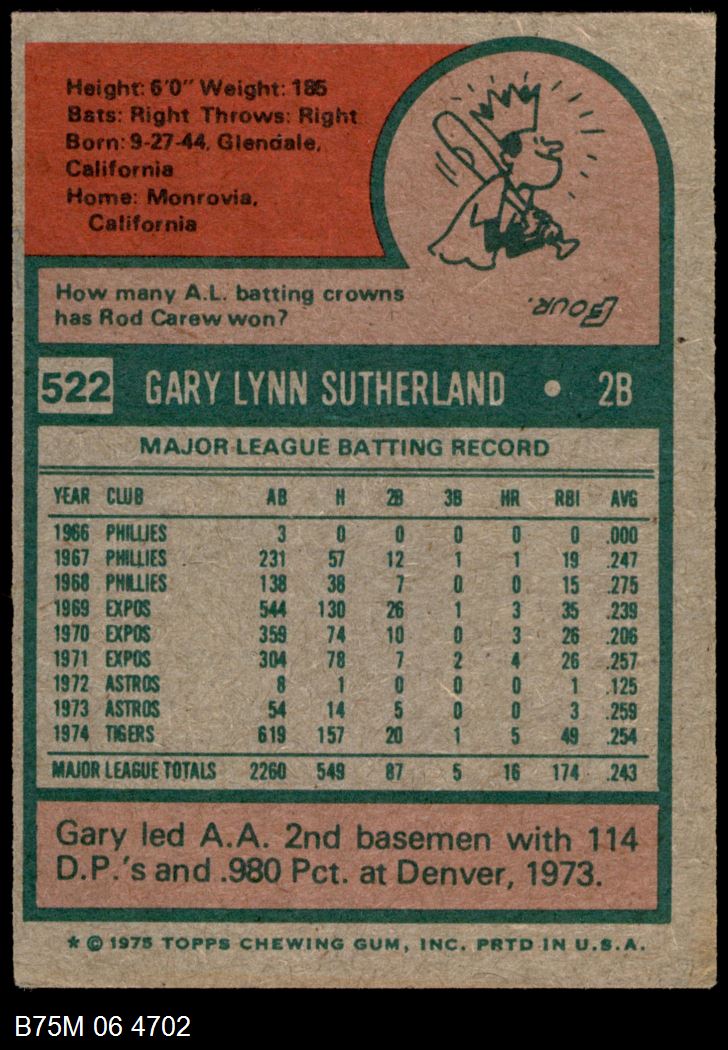 Height: 6'0" Weight: 185
Bats: Right Throws: Right
Born: 9-27-44, Glendale,
California
Home: Monrovia,
California
How many A.L. batting crowns
has Rod Carew won?
FOUR.
522 GARY LYNN SUTHERLAND • 2B
MAJOR LEAGUE BATTING RECORD
YEAR CLUB AB H 2B 3B HR RBI AVG
1966 PHILLIES 3 0 0 0 0 0 .000
1967 PHILLIES 231 57 12 1 1 19 .247
1968 PHILLIES 138 38 7 0 0 15 .275
1969 EXPOS 544 130 26 1 3 35 .239
1970 EXPOS 359 74 10 0 3 26 .206
1971 EXPOS 304 78 7 2 4 26 .257
1972 ASTROS 8 1 0 0 0 1 .125
1973 ASTROS 54 14 5 0 0 3 .259
1974 TIGERS 619 157 20 1 5 49 .254
MAJOR LEAGUE TOTALS 2260 549 87 5 16 174 .243
Gary led A.A. 2nd basemen with 114
D.P.'s and .980 Pct. at Denver, 1973.
* © 1975 TOPPS CHEWING GUM, INC. PRTD IN U.S.A.
B75M 06 4702